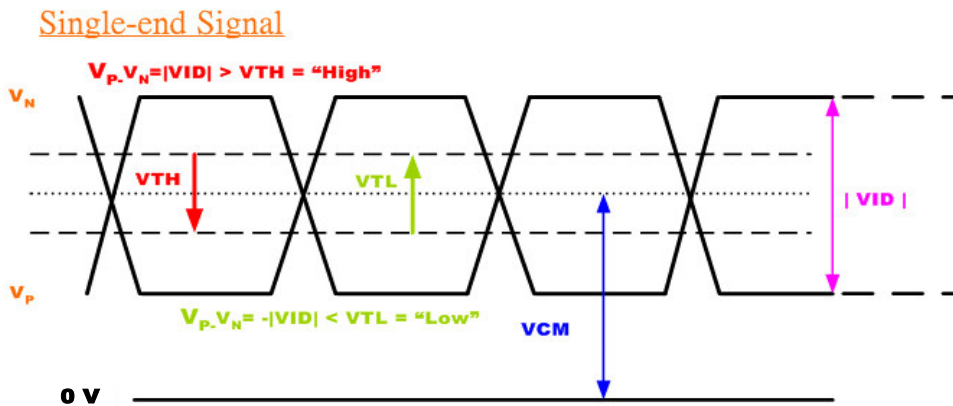 Single-end Signal
VP-VN=|VID| > VTH = “High”
VN
VTH
VTL
| VID |
VP
VP-VN= -|VID| < VTL = “Low”
VCM
0 V